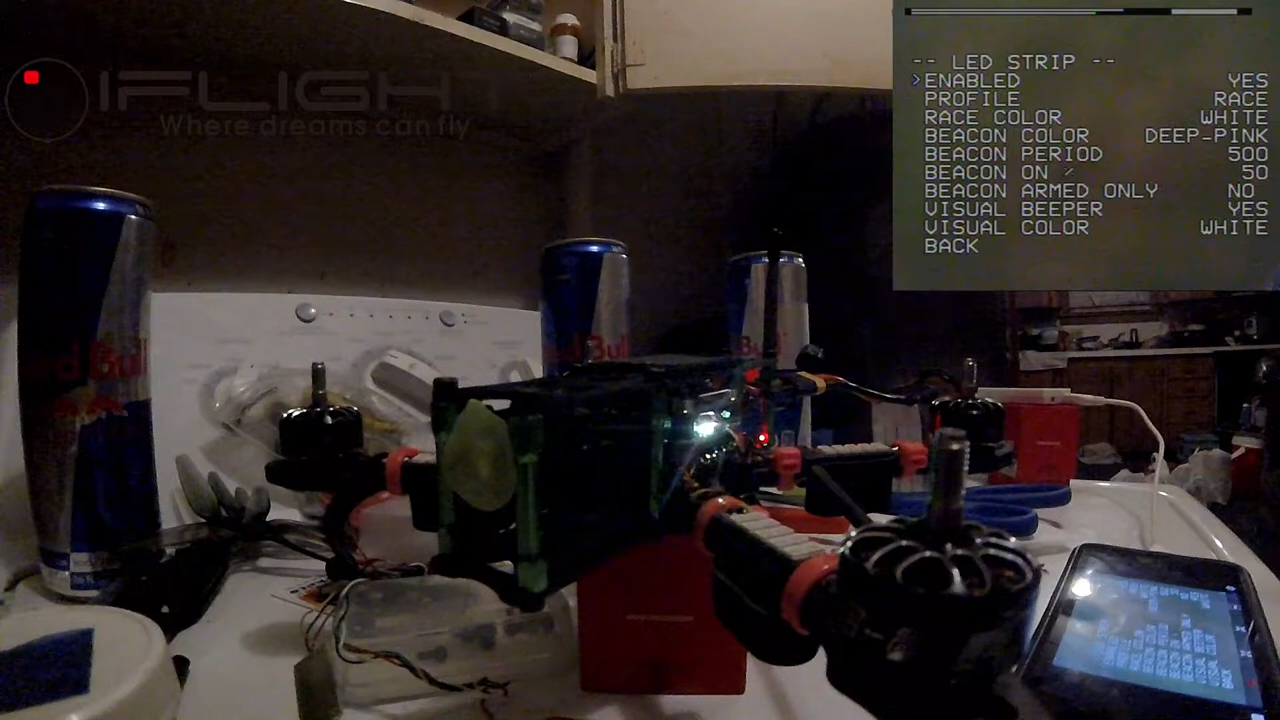 IFLIGHT
Where dreams can fly
-- LED STRIP --
>ENABLED YES
PROFILE RACE
RACE COLOR WHITE
BEACON COLOR DEEP-PINK
BEACON PERIOD 500
BEACON ON % 50
BEACON ARMED ONLY NO
VISUAL BEEPER YES
VISUAL COLOR WHITE
BACK
Red Bull
Red Bull